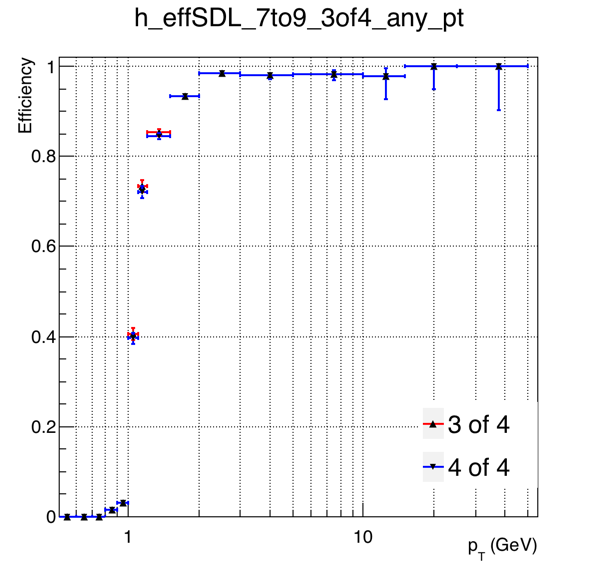 h_effSDL_7to9_3of4_any_pt
Efficiency
1
0.8
0.6
0.4
0.2
0
3 of 4
4 of 4
1
10
p_T (GeV)